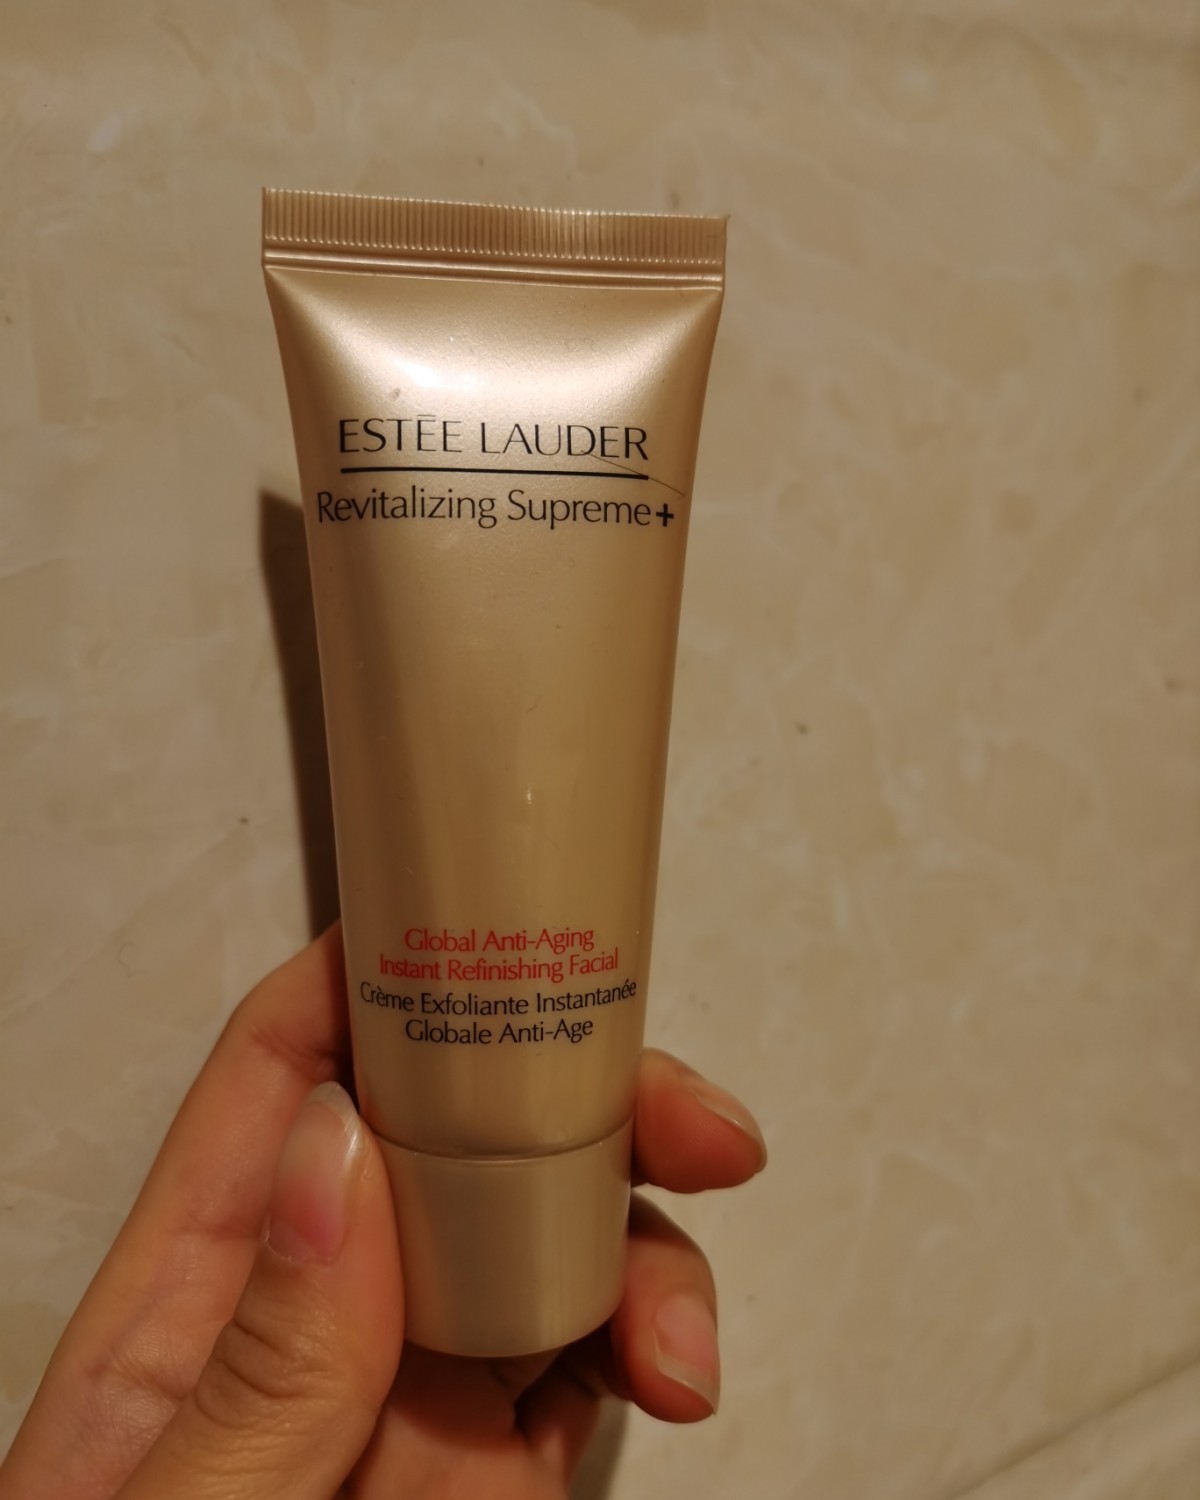 ESTĒE LAUDER
Revitalizing Supreme+
Global Anti-Aging
Instant Refinishing Facial
Crème Exfoliante Instantanée
Globale Anti-Age